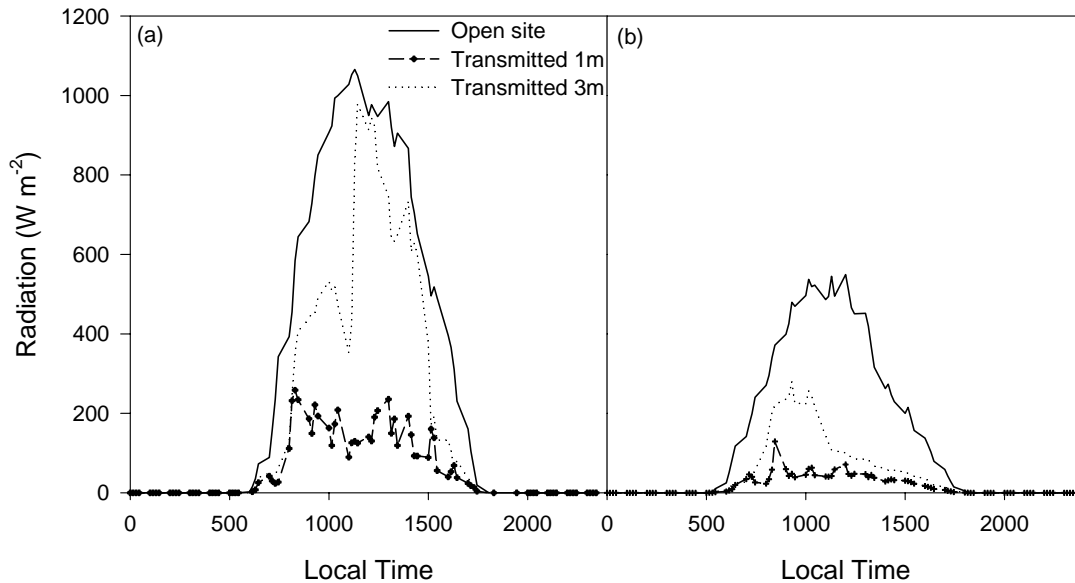 1200
1000
800
600
400
200
0
Radiation (W m-2)
(a)
Open site
Transmitted 1m
Transmitted 3m
(b)
0 500 1000 1500 2000
0 500 1000 1500 2000
Local Time
Local Time